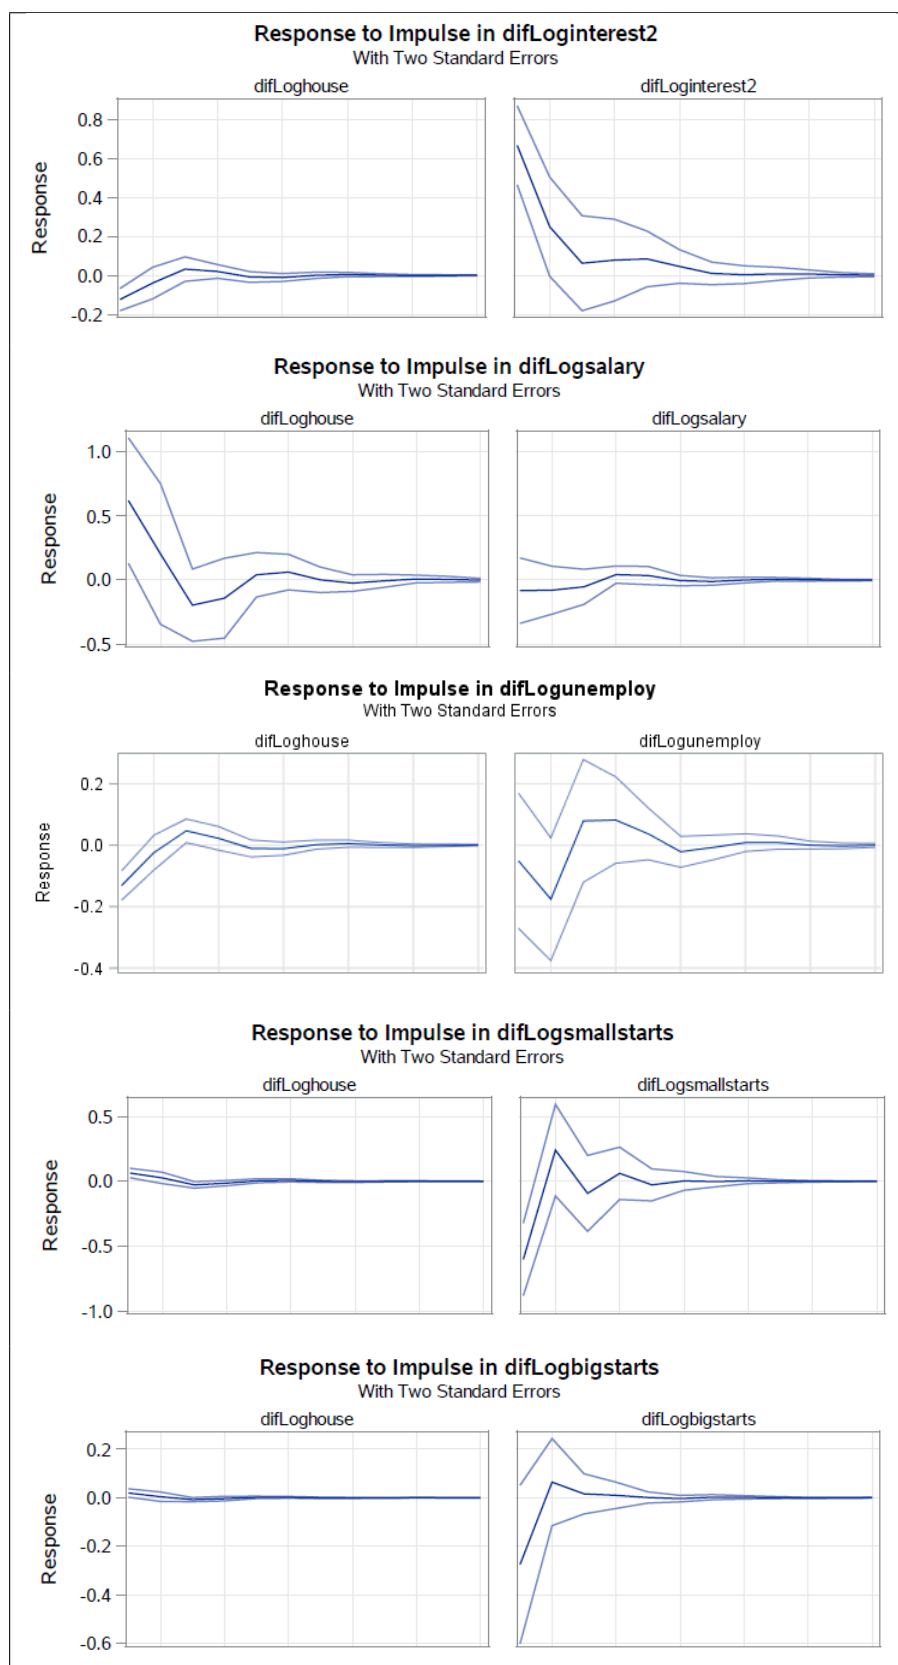 Response to Impulse in difLoginterest2
With Two Standard Errors
difLoghouse difLoginterest2
Response
0.8
0.6
0.4
0.2
0.0
-0.2
Response to Impulse in difLogsalary
With Two Standard Errors
difLoghouse difLogsalary
Response
1.0
0.5
0.0
-0.5
Response to Impulse in difLogunemploy
With Two Standard Errors
difLoghouse difLogunemploy
Response
0.2
0.0
-0.2
-0.4
Response to Impulse in difLogsmallstarts
With Two Standard Errors
difLoghouse difLogsmallstarts
Response
0.5
0.0
-0.5
-1.0
Response to Impulse in difLogbigstarts
With Two Standard Errors
difLoghouse difLogbigstarts
Response
0.2
0.0
-0.2
-0.4
-0.6